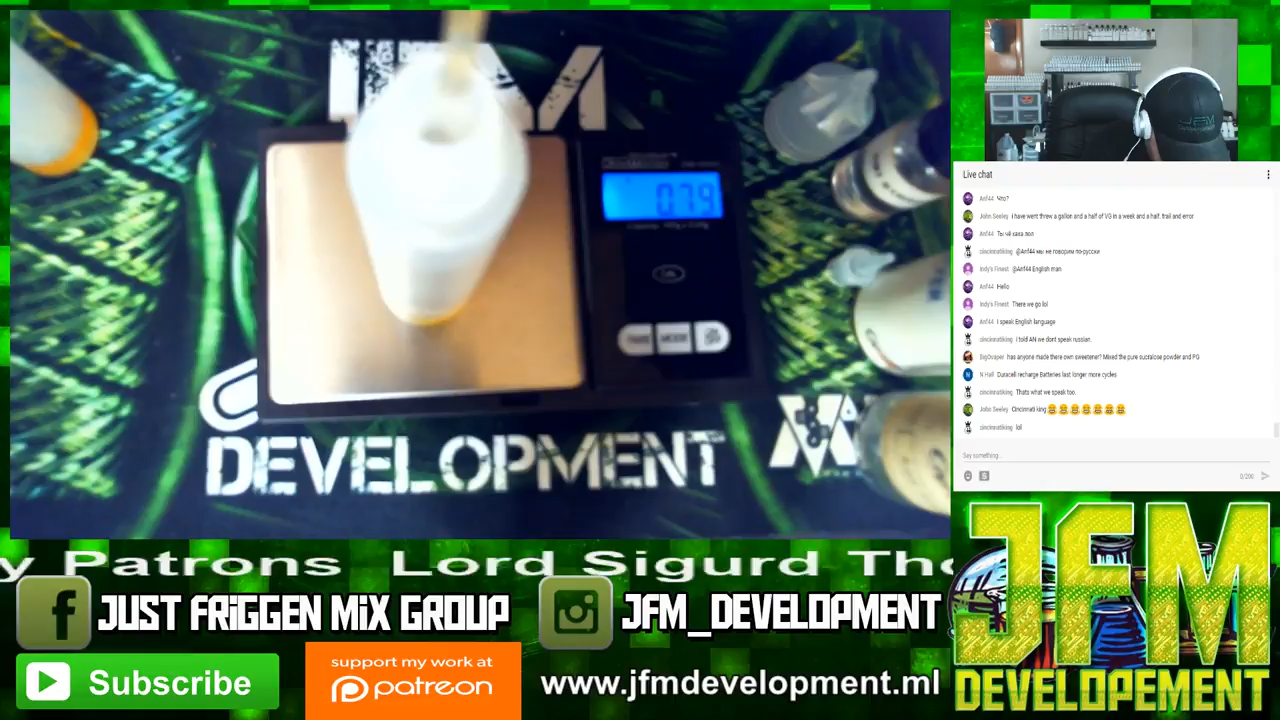 DEVELOPMENT
0.79
MODE
JFM
Live chat
Anf44 Что?
John Seeley I have went threw a gallon and a half of VG in a week and a half. frail and error
Anf44 Ты чё хаха лол
cincinnatiking @Anf44 мы не говорим по-русски
Indy's Finest @Anf44 English man
Anf44 Hello
Indy's Finest There we go lol
Anf44 I speak English language
cincinnatiking I told AN we dont speak russian.
BigOvaper has anyone made there own sweetener? Mixed the pure sucralose powder and PG
N Hall Duracell recharge Batteries last longer more cycles
cincinnatiking Thats what we speak too.
John Seeley Cincinnati king
cincinnatiking lol
Say something...
0/200
y Patrons Lord Sigurd Tho
JUST FRIGGEN MIX GROUP
JFM_DEVELOPMENT
Subscribe
support my work at
patreon
www.jfmdevelopment.ml
JFM
DEVELOPEMENT